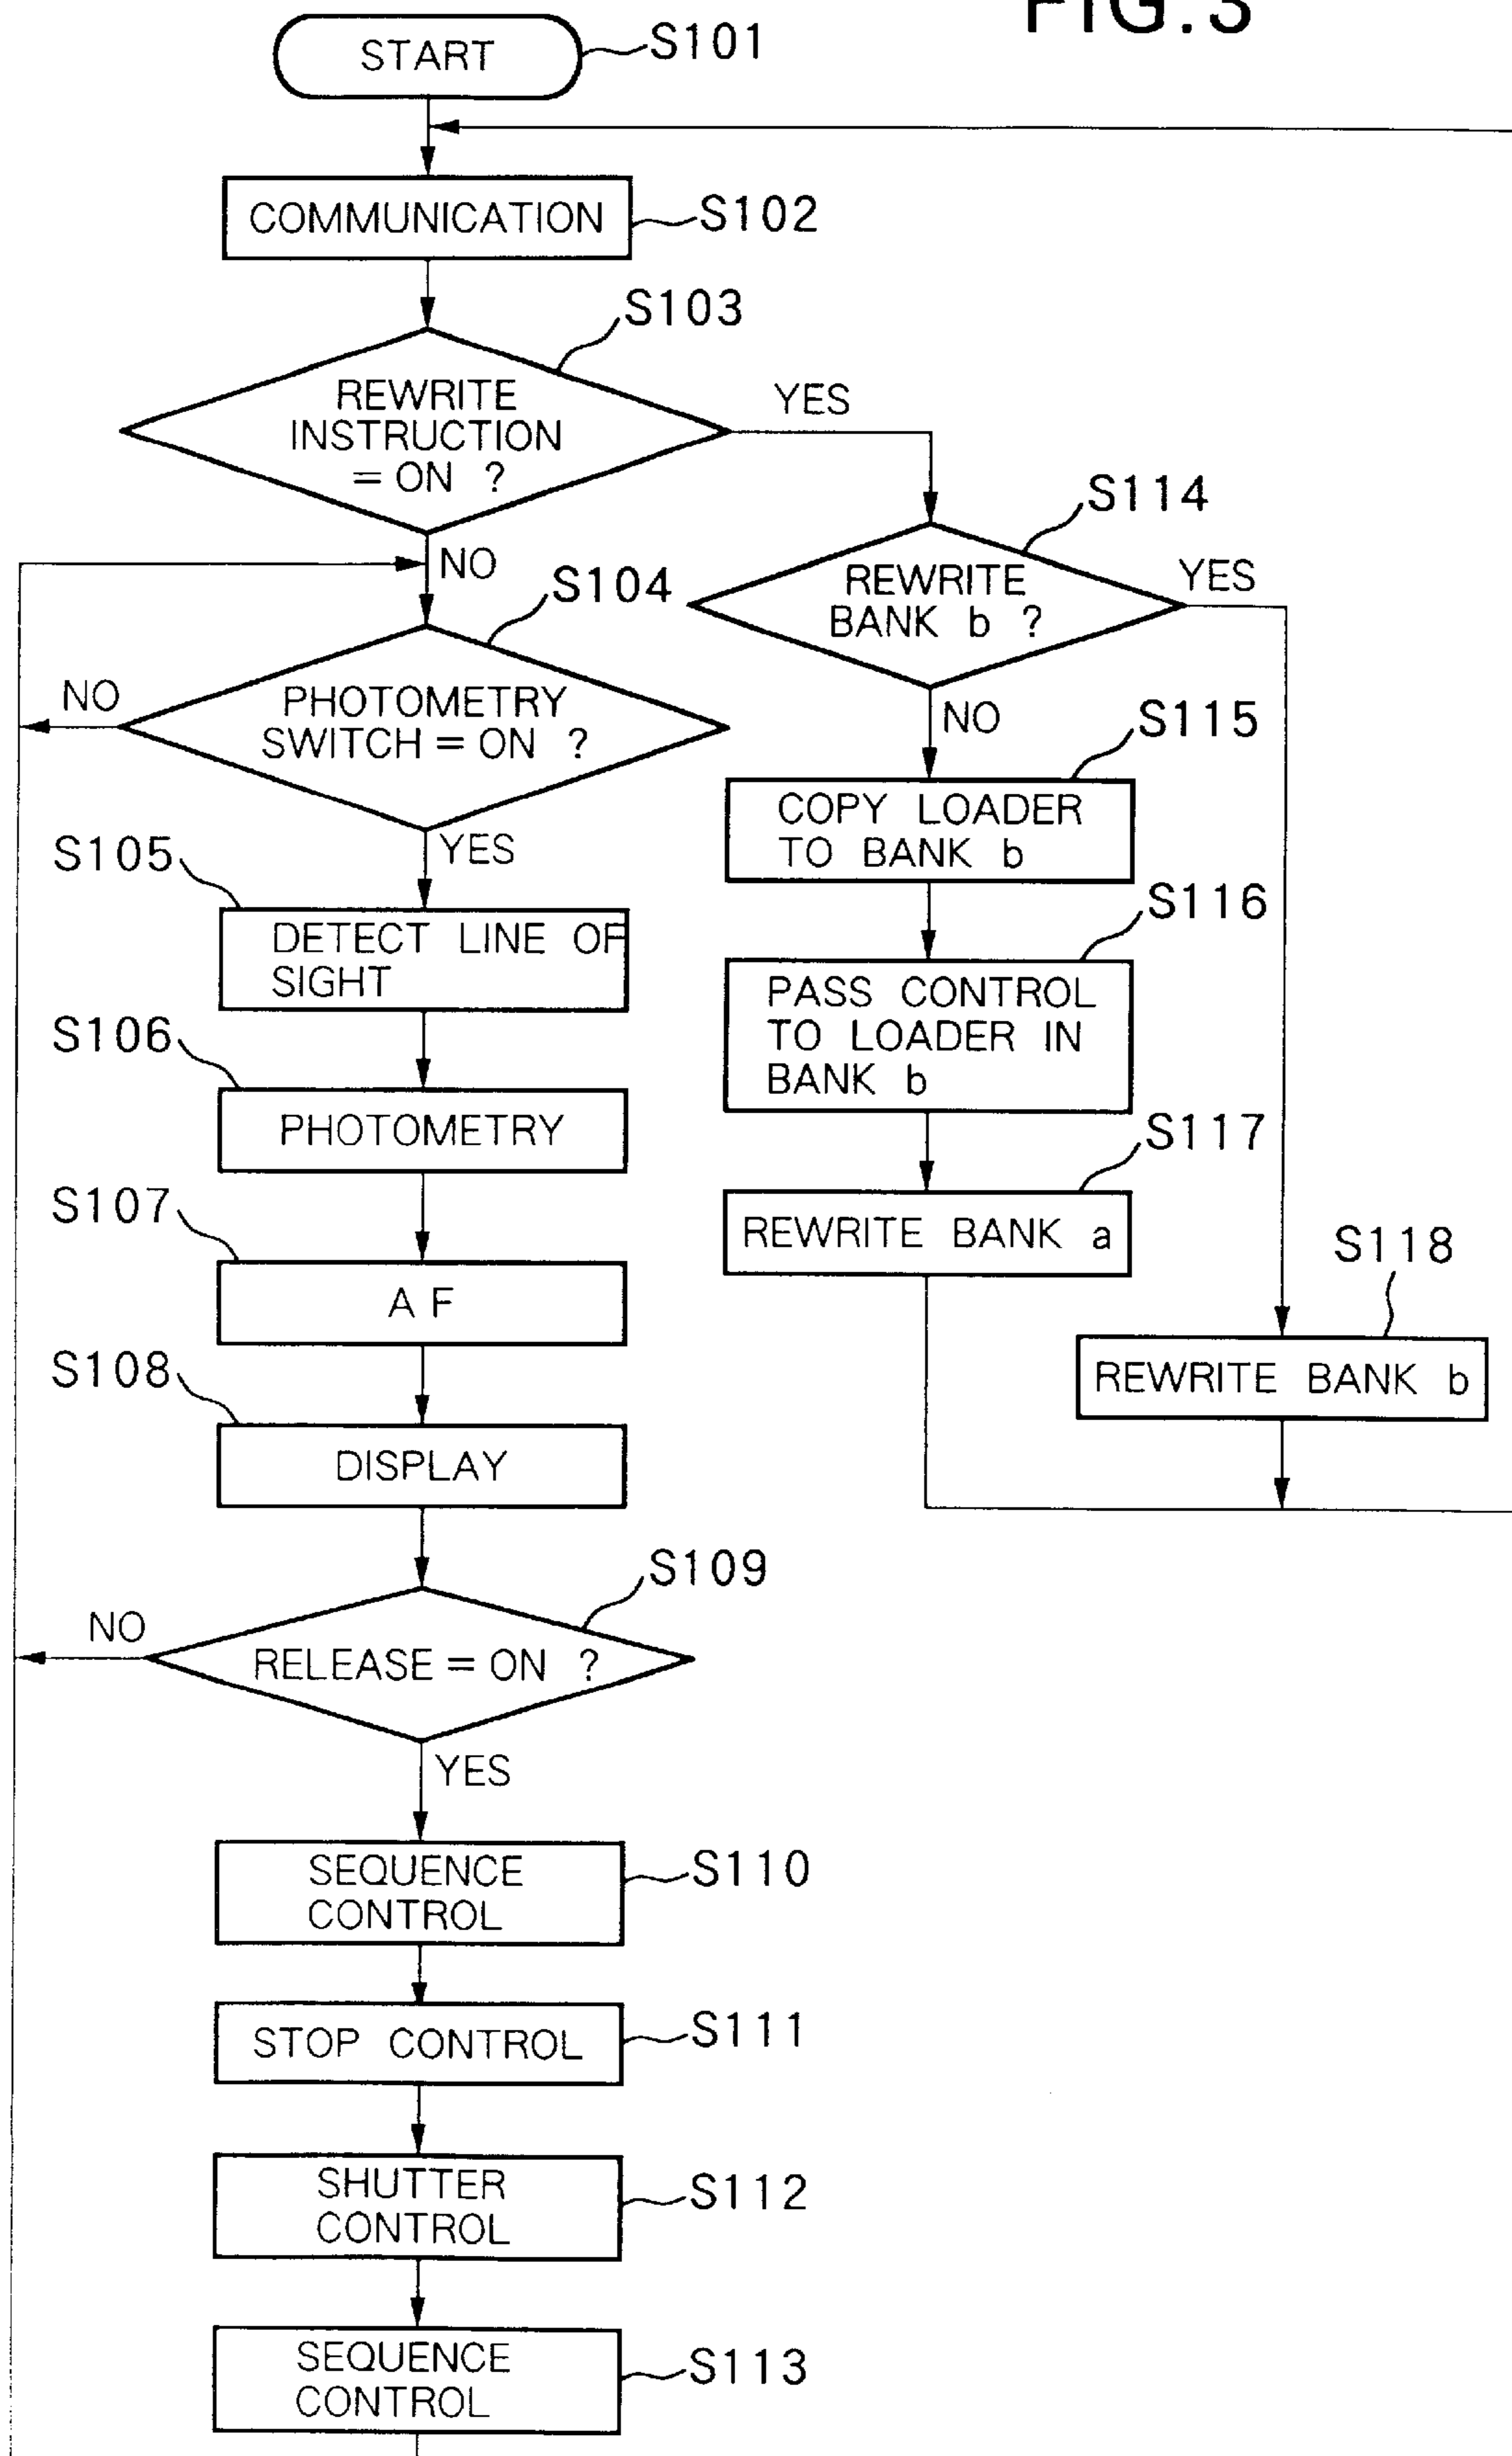 FIG.3
START
S101
COMMUNICATION
S102
S103
REWRITE
INSTRUCTION
= ON ?
YES
NO
S114
REWRITE
BANK b ?
YES
NO
S104
PHOTOMETRY
SWITCH = ON ?
NO
YES
S115
COPY LOADER
TO BANK b
S105
DETECT LINE OF
SIGHT
S116
PASS CONTROL
TO LOADER IN
BANK b
S106
PHOTOMETRY
S117
REWRITE BANK a
S107
A F
S118
REWRITE BANK b
S108
DISPLAY
S109
RELEASE = ON ?
NO
YES
SEQUENCE
CONTROL
S110
STOP CONTROL
S111
SHUTTER
CONTROL
S112
SEQUENCE
CONTROL
S113